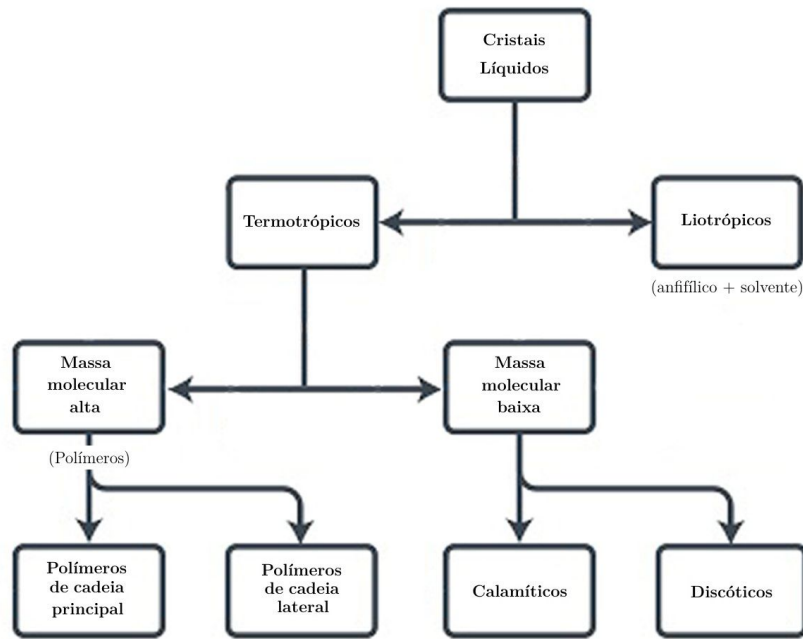 Cristais
Líquidos
Termotrópicos
Liotrópicos
(anfifílico + solvente)
Massa
molecular
alta
Massa
molecular
baixa
(Polímeros)
Polímeros
de cadeia
principal
Polímeros
de cadeia
lateral
Calamíticos
Discóticos